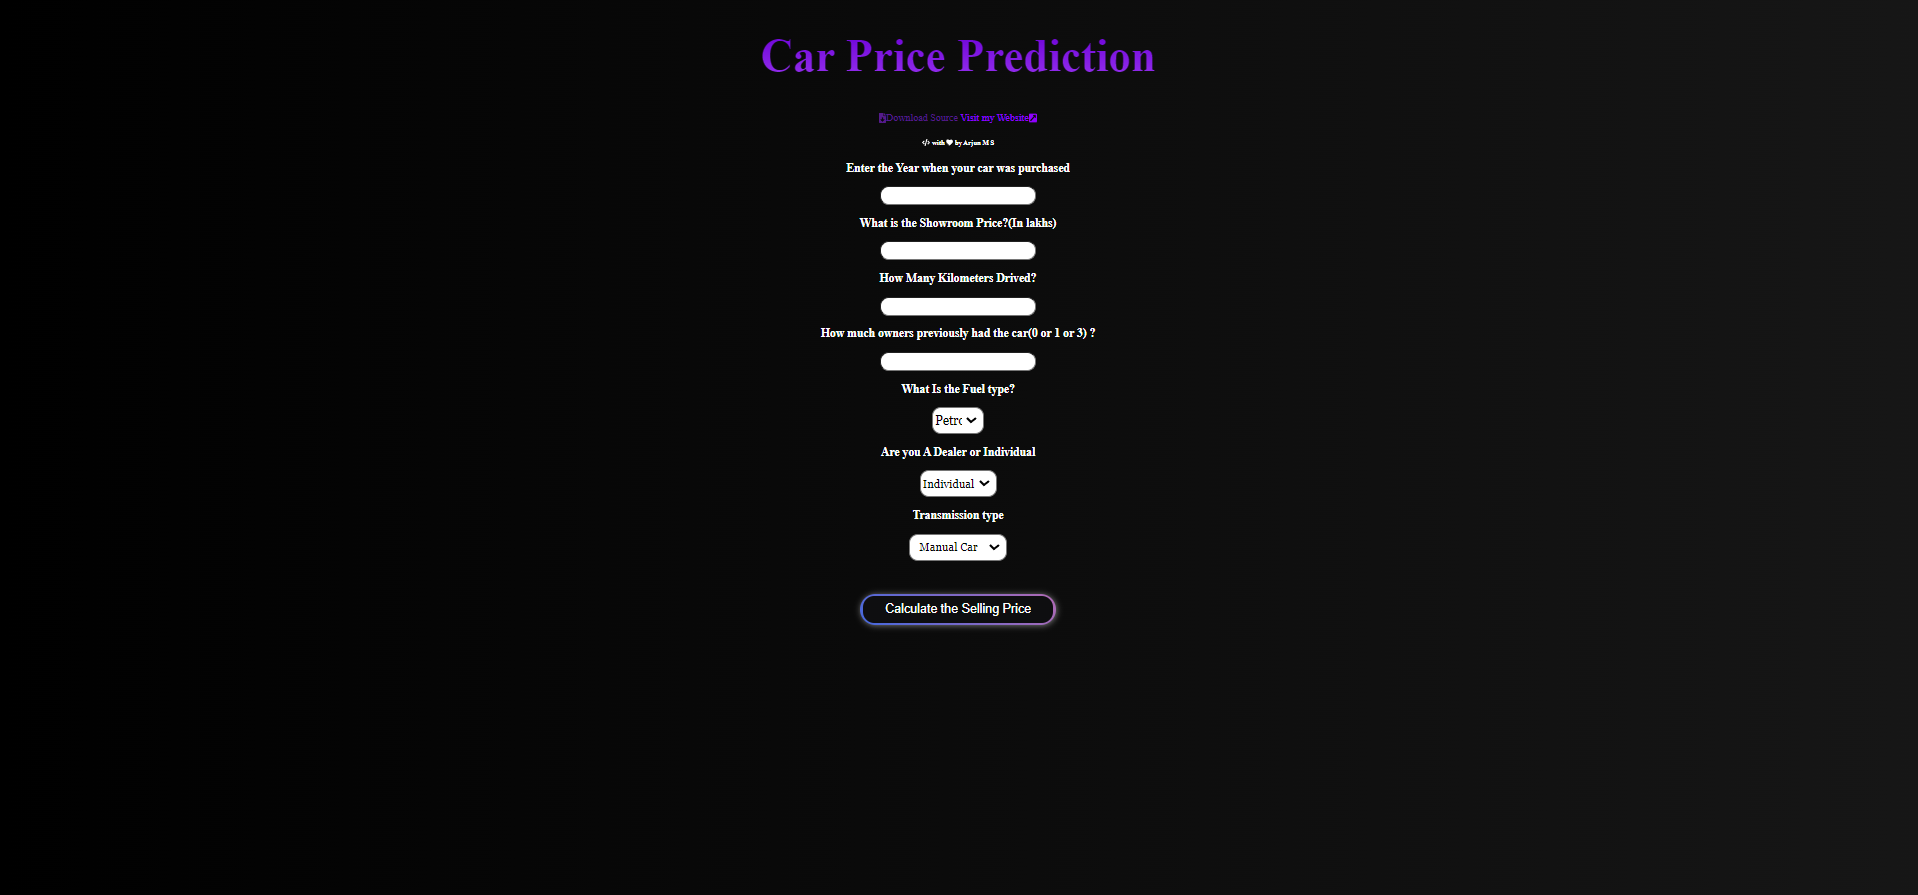 Car Price Prediction
Download Source Visit my Website
with by Arjun M S
Enter the Year when your car was purchased
What is the Showroom Price?(In lakhs)
How Many Kilometers Drived?
How much owners previously had the car(0 or 1 or 3) ?
What Is the Fuel type?
Petro
Are you A Dealer or Individual
Individual
Transmission type
Manual Car
Calculate the Selling Price